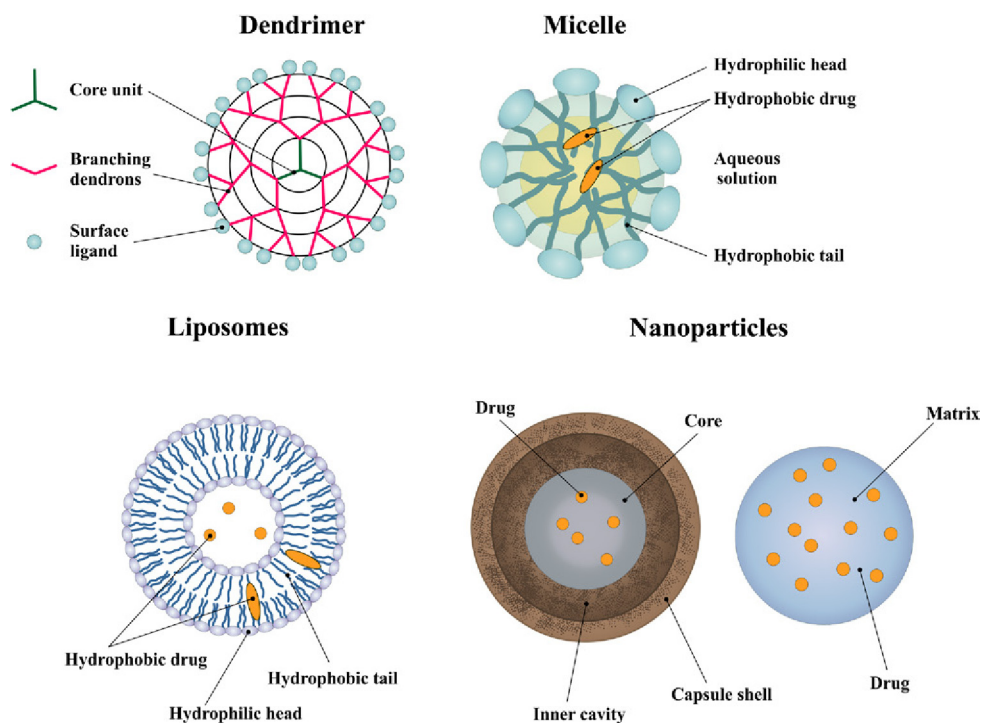 Dendrimer
Core unit
Branching
dendrons
Surface
ligand
Micelle
Hydrophilic head
Hydrophobic drug
Aqueous
solution
Hydrophobic tail
Liposomes
Hydrophobic drug
Hydrophobic tail
Hydrophilic head
Nanoparticles
Drug
Core
Matrix
Inner cavity
Capsule shell
Drug